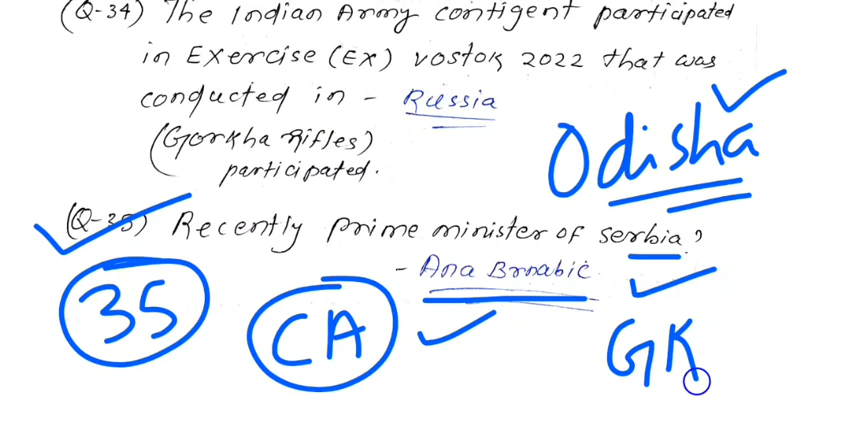 (Q-34) The Indian Army contigent participated
in Exercise (EX) vostok 2022 that was
conducted in - Russia
(Gorkha Rifles)
participated.
Odisha
(Q-35) Recently prime minister of serbia?
- Ana Brnabic
35
CA
GK